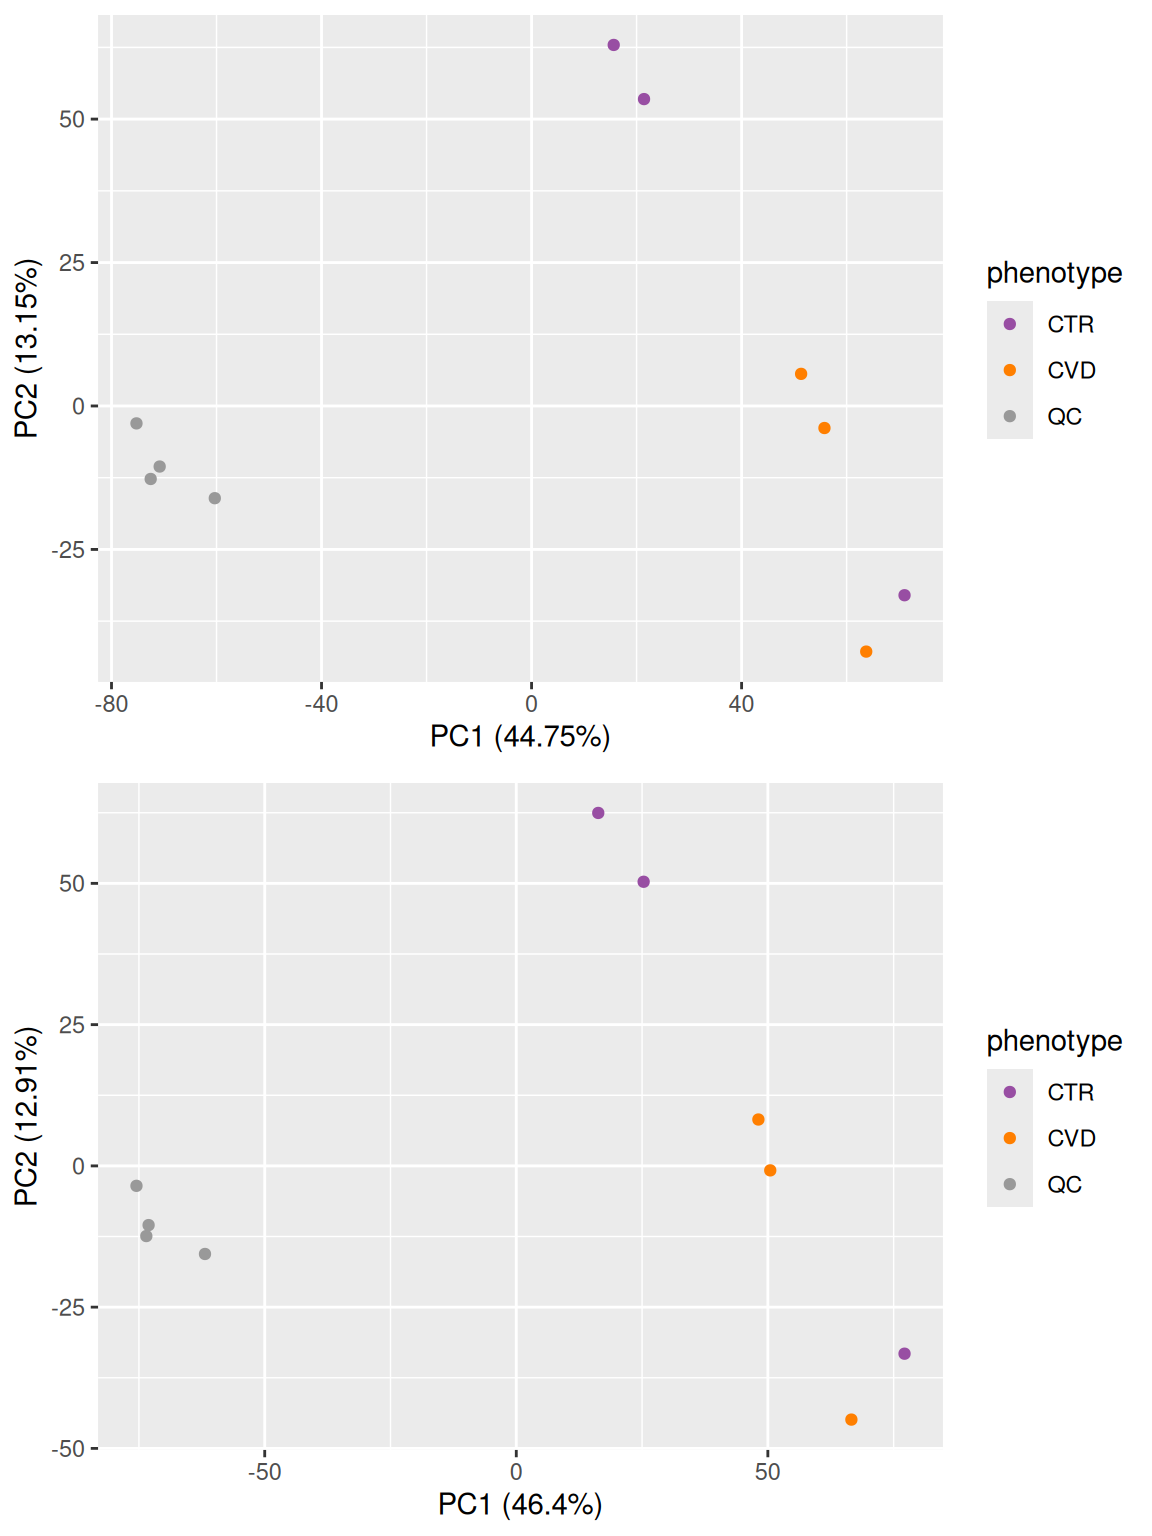 50
25
0
-25
-80 -40 0 40
PC1 (44.75%)
PC2 (13.15%)
phenotype
CTR
CVD
QC
50
25
0
-25
-50
-50 0 50
PC1 (46.4%)
PC2 (12.91%)
phenotype
CTR
CVD
QC